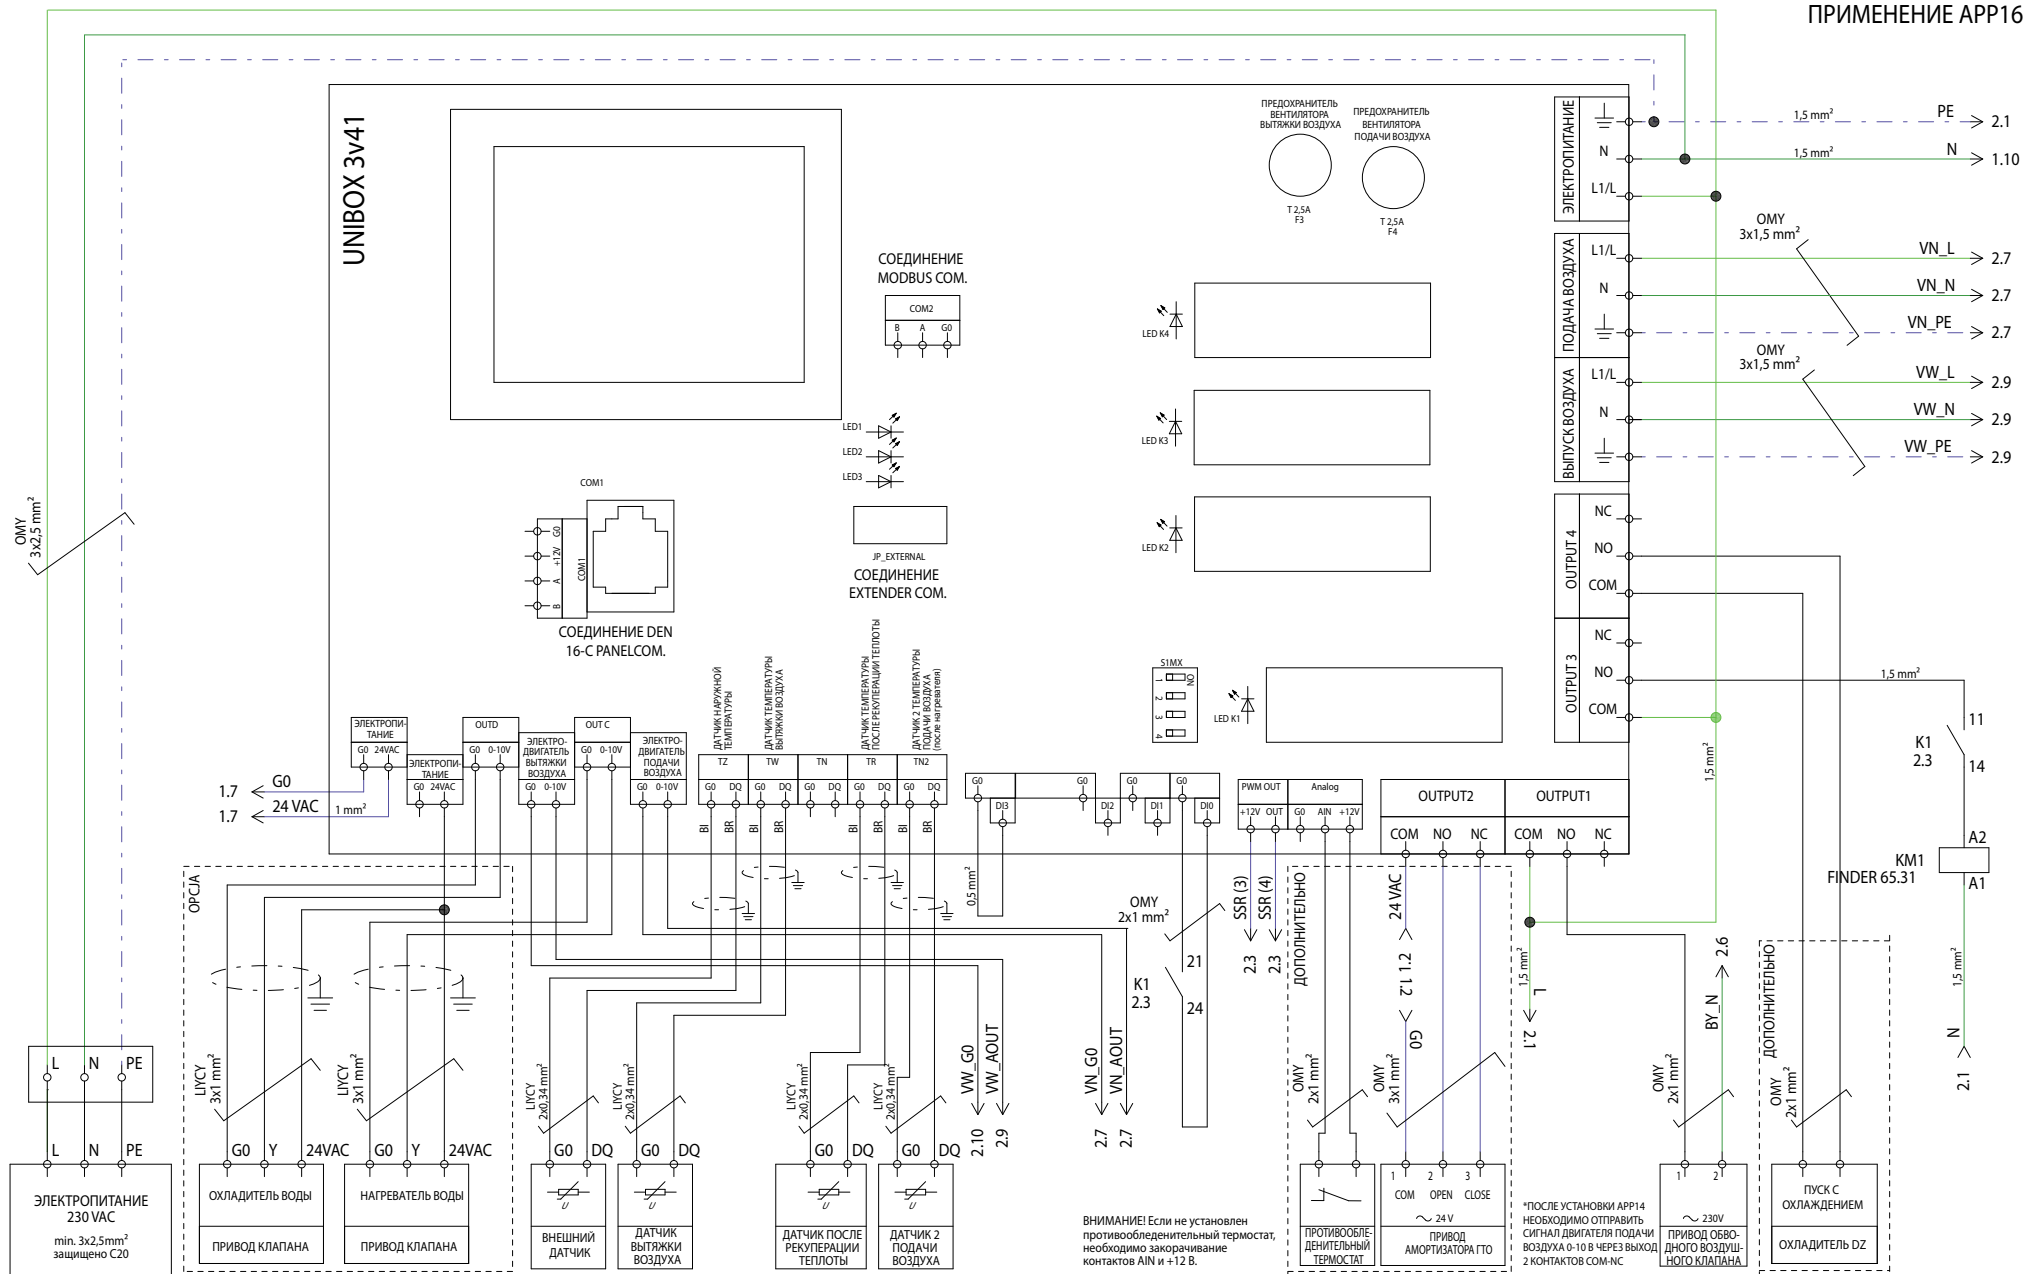 ПРИМЕНЕНИЕ APP16
UNIBOX 3v41
ПРЕДОХРАНИТЕЛЬ
ВЕНТИЛЯТОРА
ВЫТЯЖКИ ВОЗДУХА
T 2,5A
F3
ПРЕДОХРАНИТЕЛЬ
ВЕНТИЛЯТОРА
ПОДАЧИ ВОЗДУХА
T 2,5A
F4
ЭЛЕКТРОПИТАНИЕ
N
L1/L
1,5 mm²
PE
2.1
1,5 mm²
N
1.10
ПОДАЧА ВОЗДУХА
L1/L
N
OMY
3x1,5 mm²
VN_L
2.7
VN_N
2.7
VN_PE
2.7
ВЫПУСК ВОЗДУХА
L1/L
N
OMY
3x1,5 mm²
VW_L
2.9
VW_N
2.9
VW_PE
2.9
OUTPUT 4
NC
NO
COM
OUTPUT 3
NC
NO
COM
1,5 mm²
1,5 mm²
11
K1
2.3
14
A2
KM1
FINDER 65.31
A1
1,5 mm²
N
2.1
СОЕДИНЕНИЕ
MODBUS COM.
COM2
B A G0
LED K4
LED K3
LED K2
LED K1
LED1
LED2
LED3
JP_EXTERNAL
СОЕДИНЕНИЕ
EXTENDER COM.
COM1
G0
+12V
A
B
COM1
СОЕДИНЕНИЕ DEN
16-C PANELCOM.
S1MX
ON
1
2
3
4
OMY
3x2,5 mm²
ЭЛЕКТРОПИ-
ТАНИЕ
G0 24VAC
ЭЛЕКТРОПИ-
ТАНИЕ
G0 24VAC
OUTD
G0 0-10V
ЭЛЕКТРО-
ДВИГАТЕЛЬ
ВЫТЯЖКИ
ВОЗДУХА
G0 0-10V
OUT C
G0 0-10V
ЭЛЕКТРО-
ДВИГАТЕЛЬ
ПОДАЧИ
ВОЗДУХА
G0 0-10V
ДАТЧИК НАРУЖНОЙ
ТЕМПЕРАТУРЫ
ДАТЧИК ТЕМПЕРАТУРЫ
ВЫТЯЖКИ ВОЗДУХА
ДАТЧИК ТЕМПЕРАТУРЫ
ПОСЛЕ РЕКУПЕРАЦИИ ТЕПЛОТЫ
ДАТЧИК 2 ТЕМПЕРАТУРЫ
ПОДАЧИ ВОЗДУХА
(после нагревателя)
TZ TW TN TR TN2
G0 DQ G0 DQ G0 DQ G0 DQ G0 DQ
BI BR BI BR BI BR BI BR
G0 G0 G0 G0
DI3 DI2 DI1 DI0
PWM OUT
+12V OUT
Analog
G0 AIN +12V
OUTPUT2
COM NO NC
OUTPUT1
COM NO NC
1.7
G0
1.7
24 VAC
1 mm²
OPCJA
LIYCY
3x1 mm²
LIYCY
3x1 mm²
LIYCY
2x0,34 mm²
LIYCY
2x0,34 mm²
LIYCY
2x0,34 mm²
LIYCY
2x0,34 mm²
VW_G0
2.10
VW_AOUT
2.9
VN_G0
2.7
VN_AOUT
2.7
0,5 mm²
OMY
2x1 mm²
21
K1
2.3
24
SSR (3)
2.3
SSR (4)
2.3
ДОПОЛНИТЕЛЬНО
24 VAC
1.2
1.2
G0
OMY
2x1 mm²
OMY
3x1 mm²
1,5 mm²
L
2.1
2.6
BY_N
OMY
2x1 mm²
ДОПОЛНИТЕЛЬНО
OMY
2x1 mm²
L N PE
L N PE
ЭЛЕКТРОПИТАНИЕ
230 VAC
min. 3x2,5mm²
защищено C20
G0 Y 24VAC
ОХЛАДИТЕЛЬ ВОДЫ
ПРИВОД КЛАПАНА
G0 Y 24VAC
НАГРЕВАТЕЛЬ ВОДЫ
ПРИВОД КЛАПАНА
G0 DQ
U
ВНЕШНИЙ
ДАТЧИК
G0 DQ
U
ДАТЧИК
ВЫТЯЖКИ
ВОЗДУХА
G0 DQ
U
ДАТЧИК ПОСЛЕ
РЕКУПЕРАЦИИ
ТЕПЛОТЫ
G0 DQ
U
ДАТЧИК 2
ПОДАЧИ
ВОЗДУХА
ВНИМАНИЕ! Если не установлен
противообледенительный термостат,
необходимо закорачивание
контактов AIN и +12 В.
ПРОТИВООБЛЕ-
ДЕНИТЕЛЬНЫЙ
ТЕРМОСТАТ
1 2 3
COM OPEN CLOSE
24 V
ПРИВОД
АМОРТИЗАТОРА ГТО
*ПОСЛЕ УСТАНОВКИ APP14
НЕОБХОДИМО ОТПРАВИТЬ
СИГНАЛ ДВИГАТЕЛЯ ПОДАЧИ
ВОЗДУХА 0-10 В ЧЕРЕЗ ВЫХОД
2 КОНТАКТОВ COM-NC
1 2
230V
ПРИВОД ОБВО-
ДНОГО ВОЗДУШ-
НОГО КЛАПАНА
ПУСК С
ОХЛАЖДЕНИЕМ
ОХЛАДИТЕЛЬ DZ